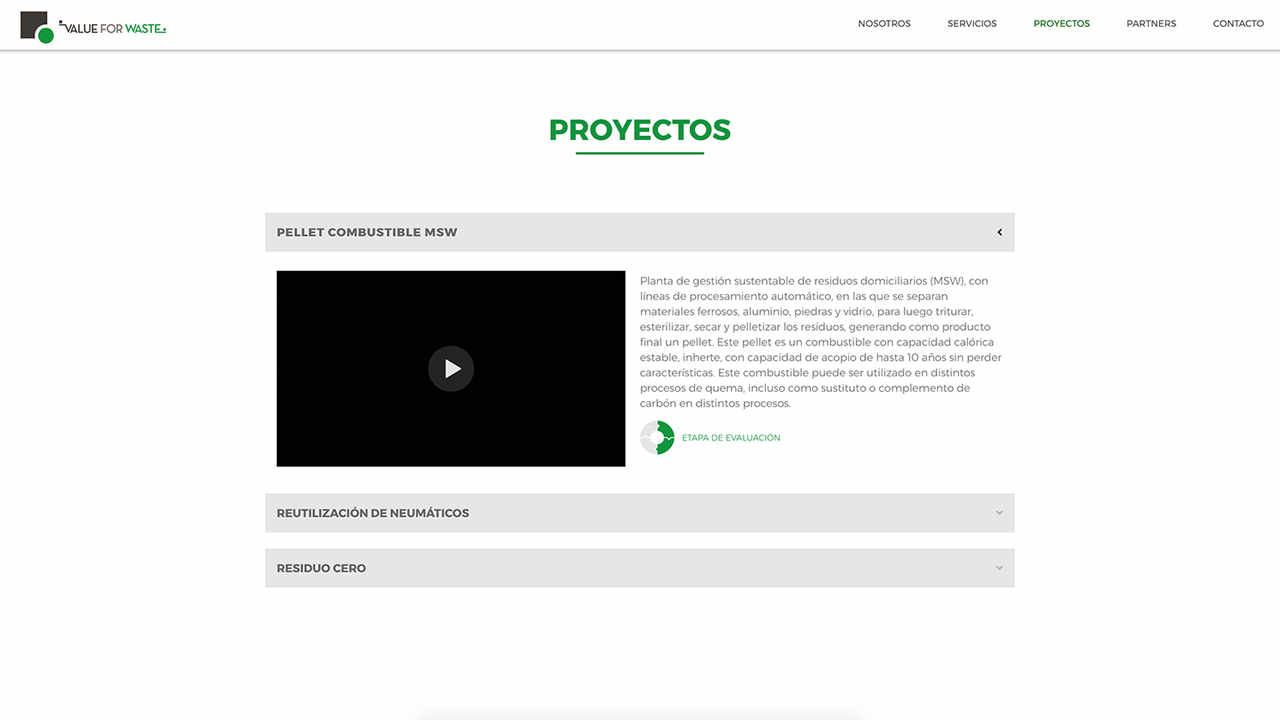 VALUE FOR WASTE
NOSOTROS
SERVICIOS
PROYECTOS
PARTNERS
CONTACTO
PROYECTOS
PELLET COMBUSTIBLE MSW
Planta de gestión sustentable de residuos domiciliarios (MSW), con
líneas de procesamiento automático, en las que se separan
materiales ferrosos, aluminio, piedras y vidrio, para luego triturar,
esterilizar, secar y pelletizar los residuos, generando como producto
final un pellet. Este pellet es un combustible con capacidad calórica
estable, inherte, con capacidad de acopio de hasta 10 años sin perder
características. Este combustible puede ser utilizado en distintos
procesos de quema, incluso como sustituto o complemento de
carbón en distintos procesos.
ETAPA DE EVALUACIÓN
REUTILIZACIÓN DE NEUMÁTICOS
RESIDUO CERO